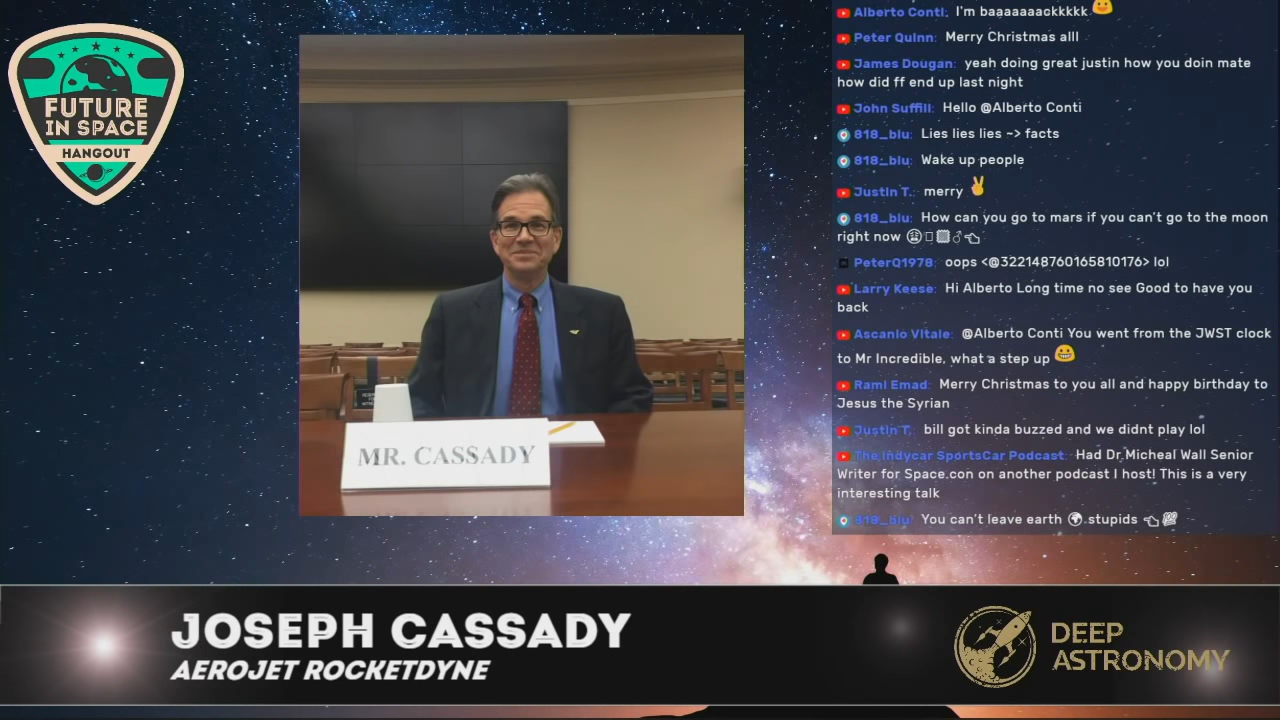 FUTURE
IN SPACE
HANGOUT
MR. CASSADY
Alberto Conti: I'm baaaaaaackkkkk
Peter Quinn: Merry Christmas alll
James Dougan: yeah doing great justin how you doin mate
how did ff end up last night
John Suffill: Hello @Alberto Conti
818_blu: Lies lies lies ~> facts
818_blu: Wake up people
Justin T.: merry ✌
818_blu: How can you go to mars if you can't go to the moon
right now
PeterQ1978: oops <@322148760165810176> lol
Larry Keese: Hi Alberto Long time no see Good to have you
back
Ascanio Vitale: @Alberto Conti You went from the JWST clock
to Mr Incredible, what a step up 😀
Rami Emad: Merry Christmas to you all and happy birthday to
Jesus the Syrian
Justin T.: bill got kinda buzzed and we didnt play lol
The Indycar SportsCar Podcast: Had Dr,Micheal Wall Senior
Writer for Space.con on another podcast I host! This is a very
interesting talk
818_blu: You can't leave earth 🌍 stupids
JOSEPH CASSADY
AEROJET ROCKETDYNE
DEEP
ASTRONOMY